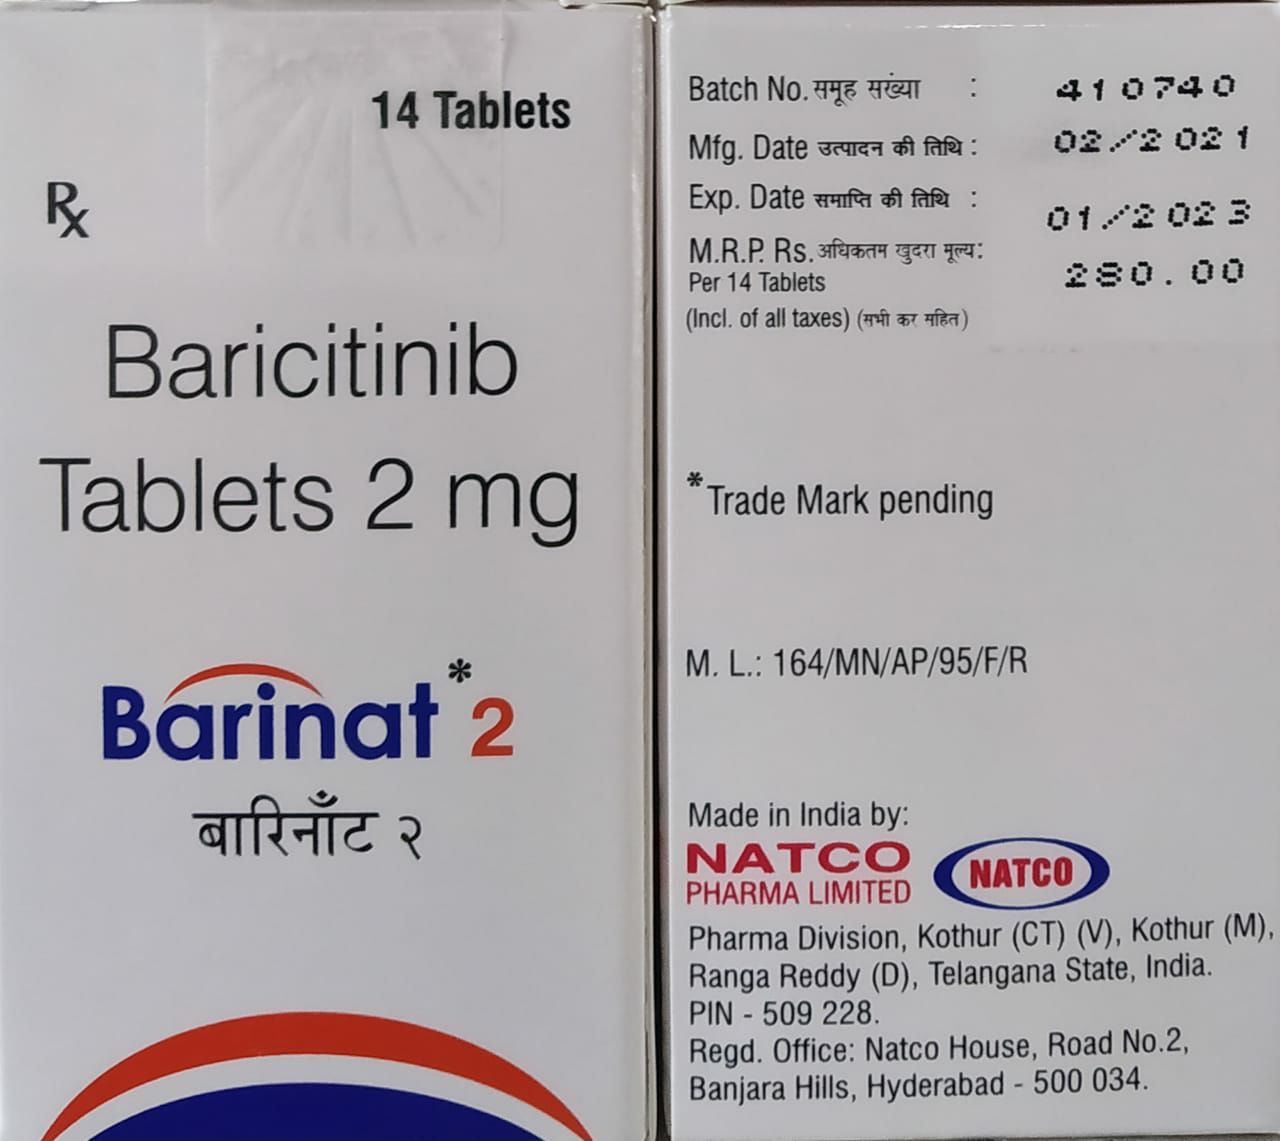 14 Tablets
Rx
Baricitinib
Tablets 2 mg
Barinat*2
बारिनॉंट २
Batch No. समूह सख्या : 410740
Mfg. Date उत्पादन की तिथि : 02/2021
Exp. Date समाप्ति की तिथि : 01/2023
M.R.P. Rs. अधिकतम खुदरा मूल्य: 280.00
Per 14 Tablets
(Incl. of all taxes) (सभी कर सहित)
*Trade Mark pending
M. L.: 164/MN/AP/95/F/R
Made in India by:
NATCO
PHARMA LIMITED
NATCO
Pharma Division, Kothur (CT) (V), Kothur (M),
Ranga Reddy (D), Telangana State, India.
PIN - 509 228.
Regd. Office: Natco House, Road No.2,
Banjara Hills, Hyderabad - 500 034.